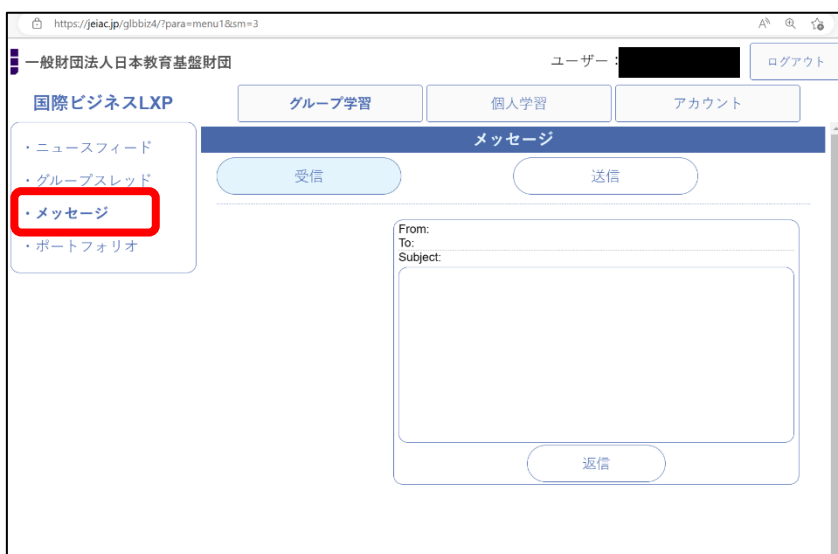 https://jeiac.jp/glbbiz4/?para=menu1&sm=3
一般財団法人日本教育基盤財団
ユーザー：
ログアウト
国際ビジネスLXP
グループ学習
個人学習
アカウント
・ニュースフィード
・グループスレッド
・メッセージ
・ポートフォリオ
メッセージ
受信
送信
From:
To:
Subject:
返信